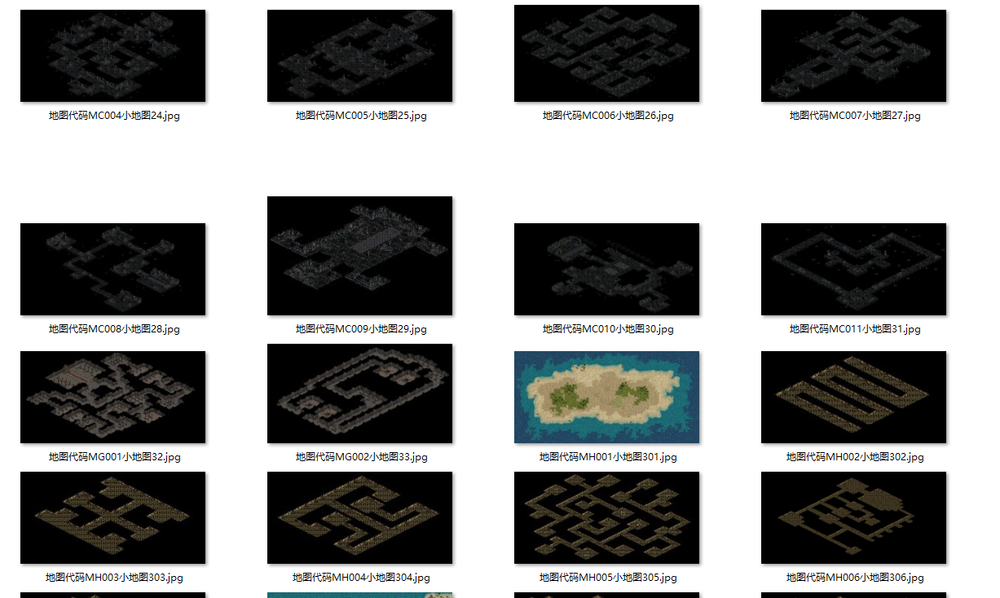 地图代码MC004小地图24.jpg
地图代码MC005小地图25.jpg
地图代码MC006小地图26.jpg
地图代码MC007小地图27.jpg
地图代码MC008小地图28.jpg
地图代码MC009小地图29.jpg
地图代码MC010小地图30.jpg
地图代码MC011小地图31.jpg
地图代码MG001小地图32.jpg
地图代码MG002小地图33.jpg
地图代码MH001小地图301.jpg
地图代码MH002小地图302.jpg
地图代码MH003小地图303.jpg
地图代码MH004小地图304.jpg
地图代码MH005小地图305.jpg
地图代码MH006小地图306.jpg